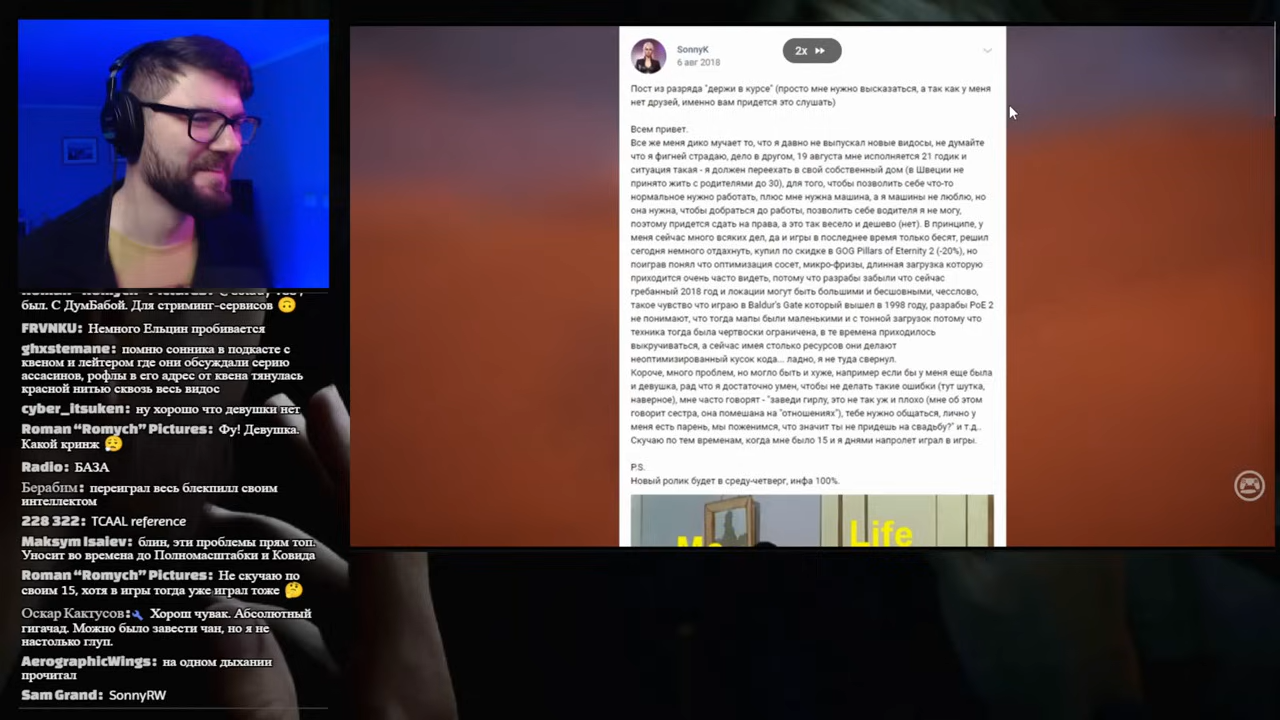 был. С ДумБабой. Для стриминг-сервисов 🙃
FRVNKU: Немного Ельцин пробивается
ghxstemane: помню сонника в подкасте с
квеном и лейтером где они обсуждали серию
ассасинов, рофлы в его адрес от квена тянулась
красной нитью сквозь весь видос
cyber_itsuken: ну хорошо что девушки нет
Roman “Romych” Pictures: Фу! Девушка.
Какой кринж 😮‍💨
Radio: БАЗА
Берабим: переиграл весь блекпилл своим
интеллектом
228 322: TCAAL reference
Maksym Isaiev: блин, эти проблемы прям топ.
Уносит во времена до Полномасштабки и Ковида
Roman “Romych” Pictures: Не скучаю по
своим 15, хотя в игры тогда уже играл тоже 🤔
Оскар Кактусов:🔧 Хорош чувак. Абсолютный
гигачад. Можно было завести чан, но я не
настолько глуп.
AerographicWings: на одном дыхании
прочитал
Sam Grand: SonnyRW
SonnyK
6 авг 2018
2x
Пост из разряда "держи в курсе" (просто мне нужно высказаться, а так как у меня
нет друзей, именно вам придется это слушать)
Всем привет.
Все же меня дико мучает то, что я давно не выпускал новые видосы, не думайте
что я фигней страдаю, дело в другом, 19 августа мне исполняется 21 годик и
ситуация такая - я должен переехать в свой собственный дом (в Швеции не
принято жить с родителями до 30), для того, чтобы позволить себе что-то
нормальное нужно работать, плюс мне нужна машина, а я машины не люблю, но
она нужна, чтобы добраться до работы, позволить себе водителя я не могу,
поэтому придется сдать на права, а это так весело и дешево (нет). В принципе, у
меня сейчас много всяких дел, да и игры в последнее время только бесят, решил
сегодня немного отдахнуть, купил по скидке в GOG Pillars of Eternity 2 (-20%), но
поиграв понял что оптимизация сосет, микро-фризы, длинная загрузка которую
приходится очень часто видеть, потому что разрабы забыли что сейчас
гребанный 2018 год и локации могут быть большими и бесшовными, чесслово,
такое чувство что играю в Baldur's Gate который вышел в 1998 году, разрабы PoE 2
не понимают, что тогда мапы были маленькими и с тонной загрузок потому что
техника тогда была чертвоски ограничена, в те времена приходилось
выкручиваться, а сейчас имея столько ресурсов они делают
неоптимизированный кусок кода... ладно, я не туда свернул.
Короче, много проблем, но могло быть и хуже, например если бы у меня еще была
и девушка, рад что я достаточно умен, чтобы не делать такие ошибки (тут шутка,
наверное), мне часто говорят - "заведи гирлу, это не так уж и плохо (мне об этом
говорит сестра, она помешана на "отношениях"), тебе нужно общаться, лично у
меня есть парень, мы поженимся, что значит ты не придешь на свадьбу?" и т.д..
Скучаю по тем временам, когда мне было 15 и я днями напролет играл в игры.
P.S.
Новый ролик будет в среду-четверг, инфа 100%.
Me
Life